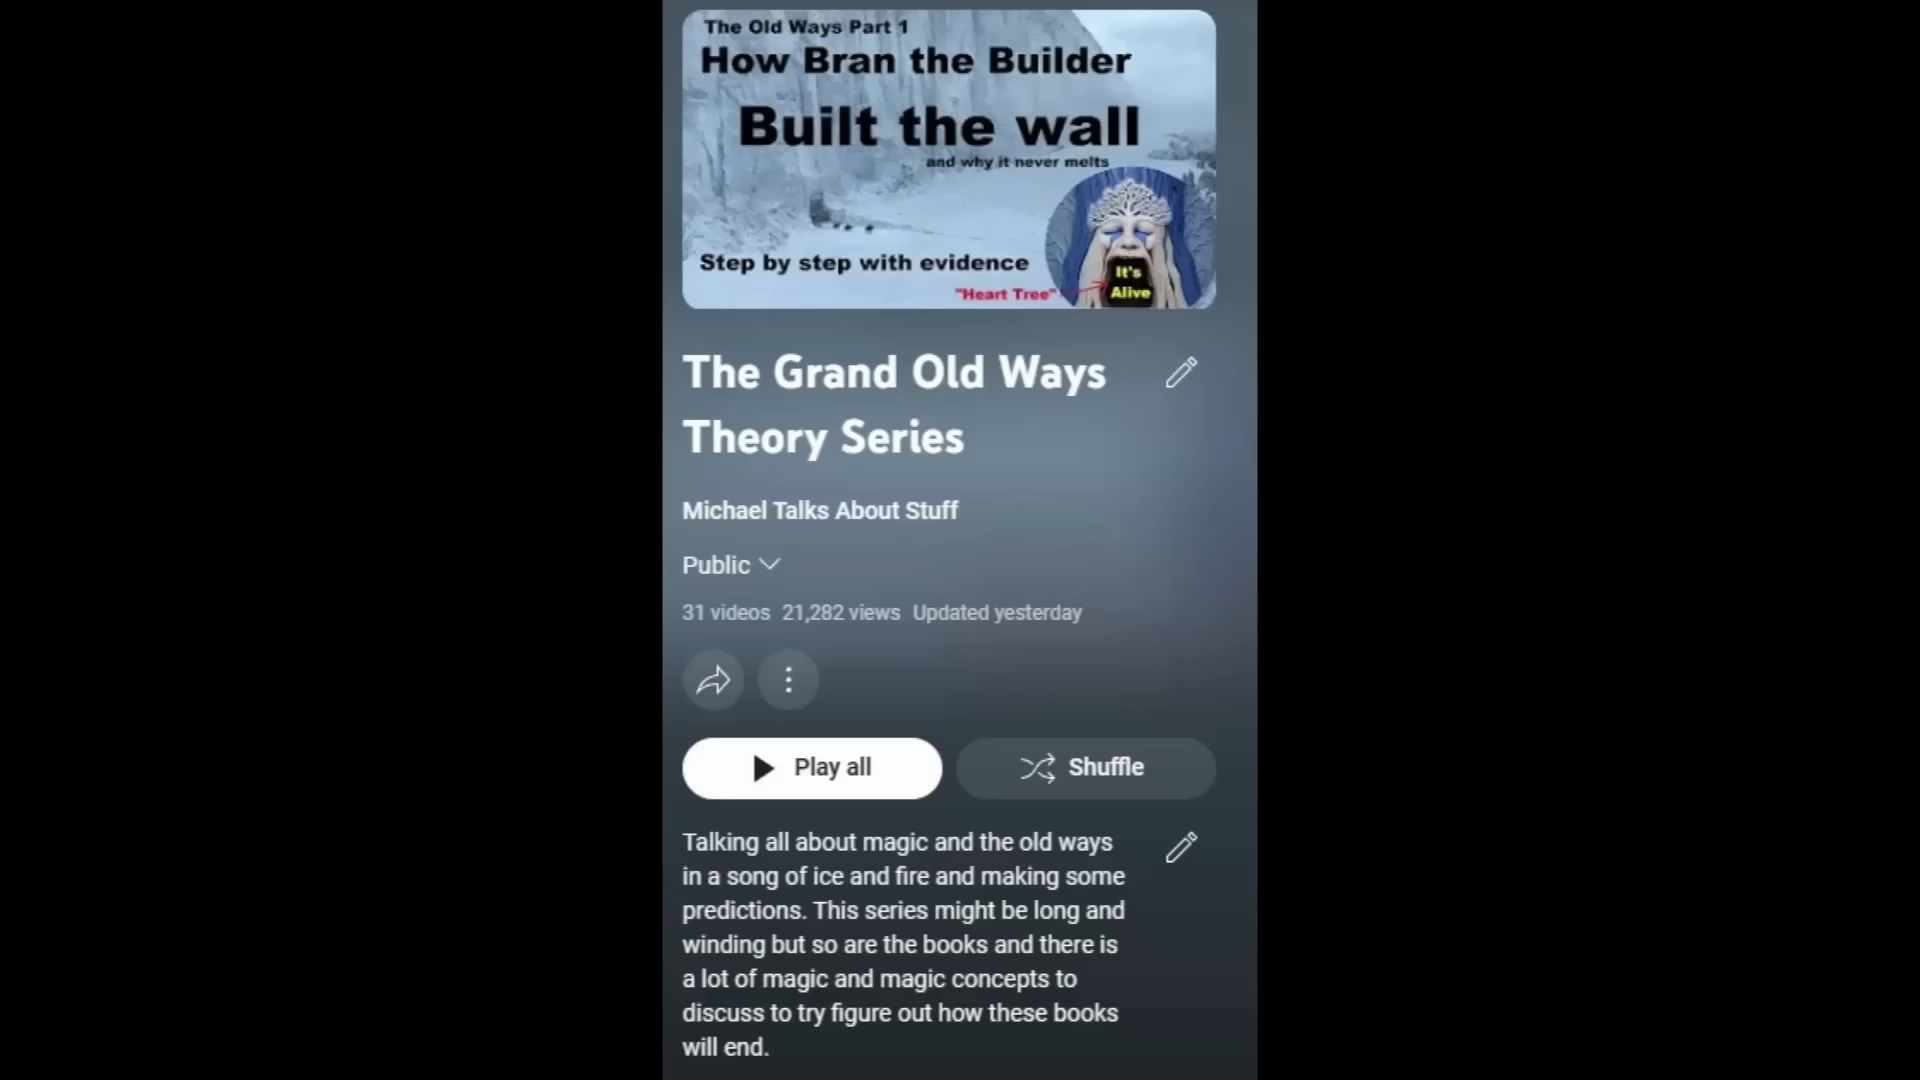 The Old Ways Part 1
How Bran the Builder
Built the wall
and why it never melts
Step by step with evidence
"Heart Tree"
It's
Alive
The Grand Old Ways
Theory Series
Michael Talks About Stuff
Public
31 videos 21,282 views Updated yesterday
Play all
Shuffle
Talking all about magic and the old ways
in a song of ice and fire and making some
predictions. This series might be long and
winding but so are the books and there is
a lot of magic and magic concepts to
discuss to try figure out how these books
will end.